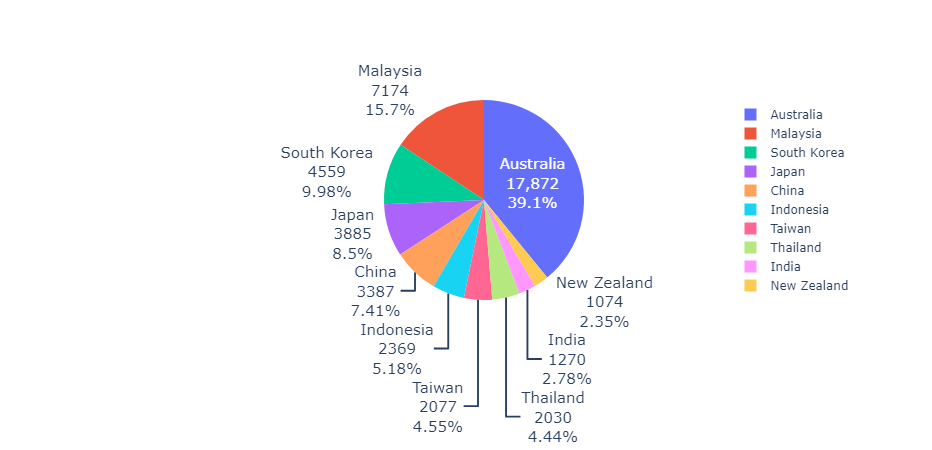 Malaysia
7174
15.7%
South Korea
4559
9.98%
Japan
3885
8.5%
China
3387
7.41%
Indonesia
2369
5.18%
Taiwan
2077
4.55%
Australia
17,872
39.1%
New Zealand
1074
2.35%
India
1270
2.78%
Thailand
2030
4.44%
Australia
Malaysia
South Korea
Japan
China
Indonesia
Taiwan
Thailand
India
New Zealand